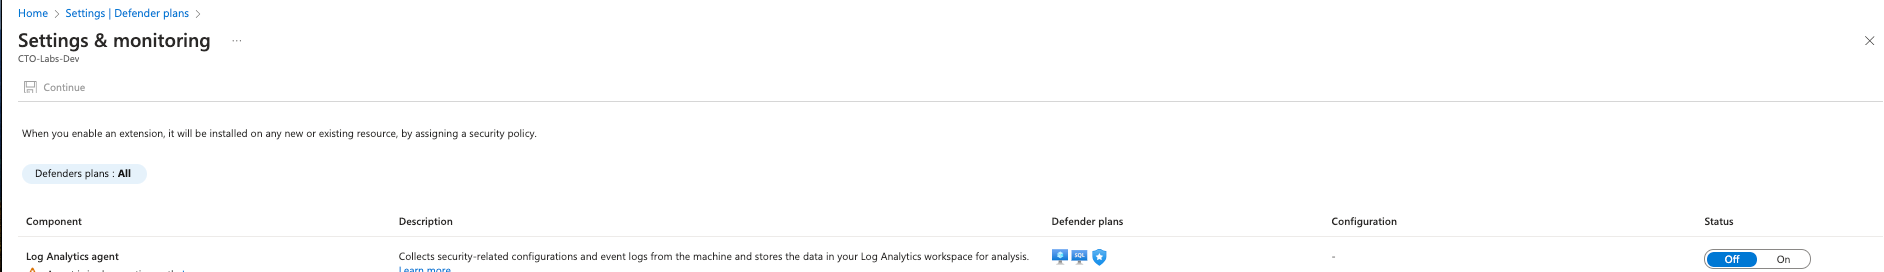 Home > Settings | Defender plans >
Settings & monitoring ...
CTO-Labs-Dev
Continue
When you enable an extension, it will be installed on any new or existing resource, by assigning a security policy.
Defenders plans : All
Component Description Defender plans Configuration Status
Log Analytics agent Collects security-related configurations and event logs from the machine and stores the data in your Log Analytics workspace for analysis. SQL - Off On
Learn more